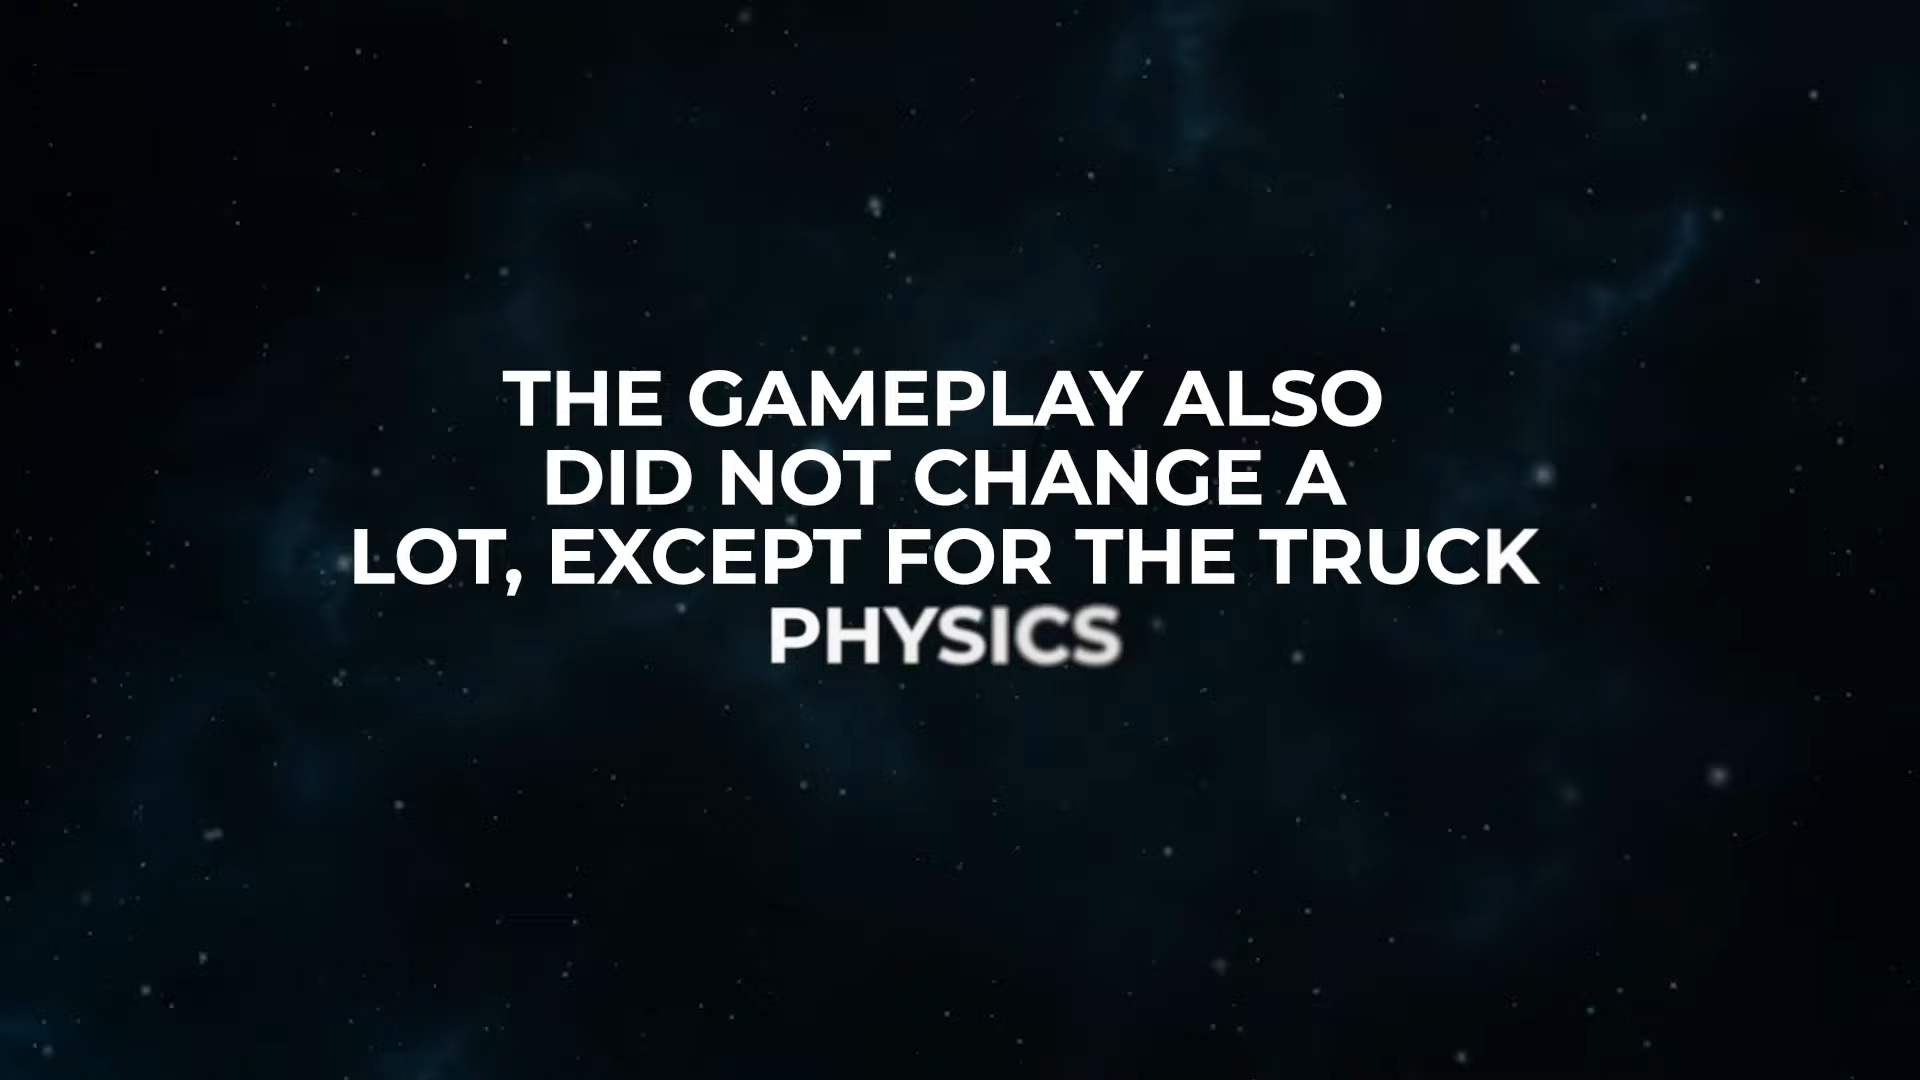 THE GAMEPLAY ALSO
DID NOT CHANGE A
LOT, EXCEPT FOR THE TRUCK
PHYSICS